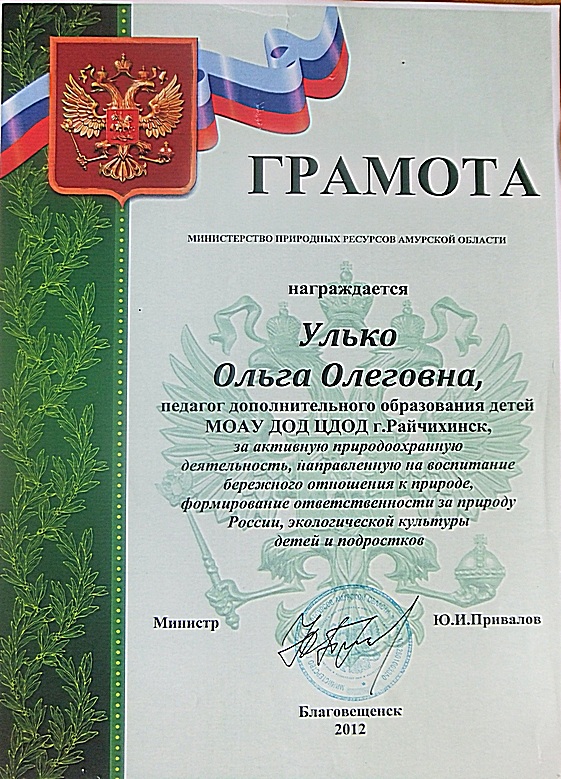 ГРАМОТА
МИНИСТЕРСТВО ПРИРОДНЫХ РЕСУРСОВ АМУРСКОЙ ОБЛАСТИ
награждается
Улько
Ольга Олеговна,
педагог дополнительного образования детей
МОАУ ДОД ЦДОД г.Райчихинск,
за активную природоохранную
деятельность, направленную на воспитание
бережного отношения к природе,
формирование ответственности за природу
России, экологической культуры
детей и подростков
Министр Ю.И.Привалов
Благовещенск
2012